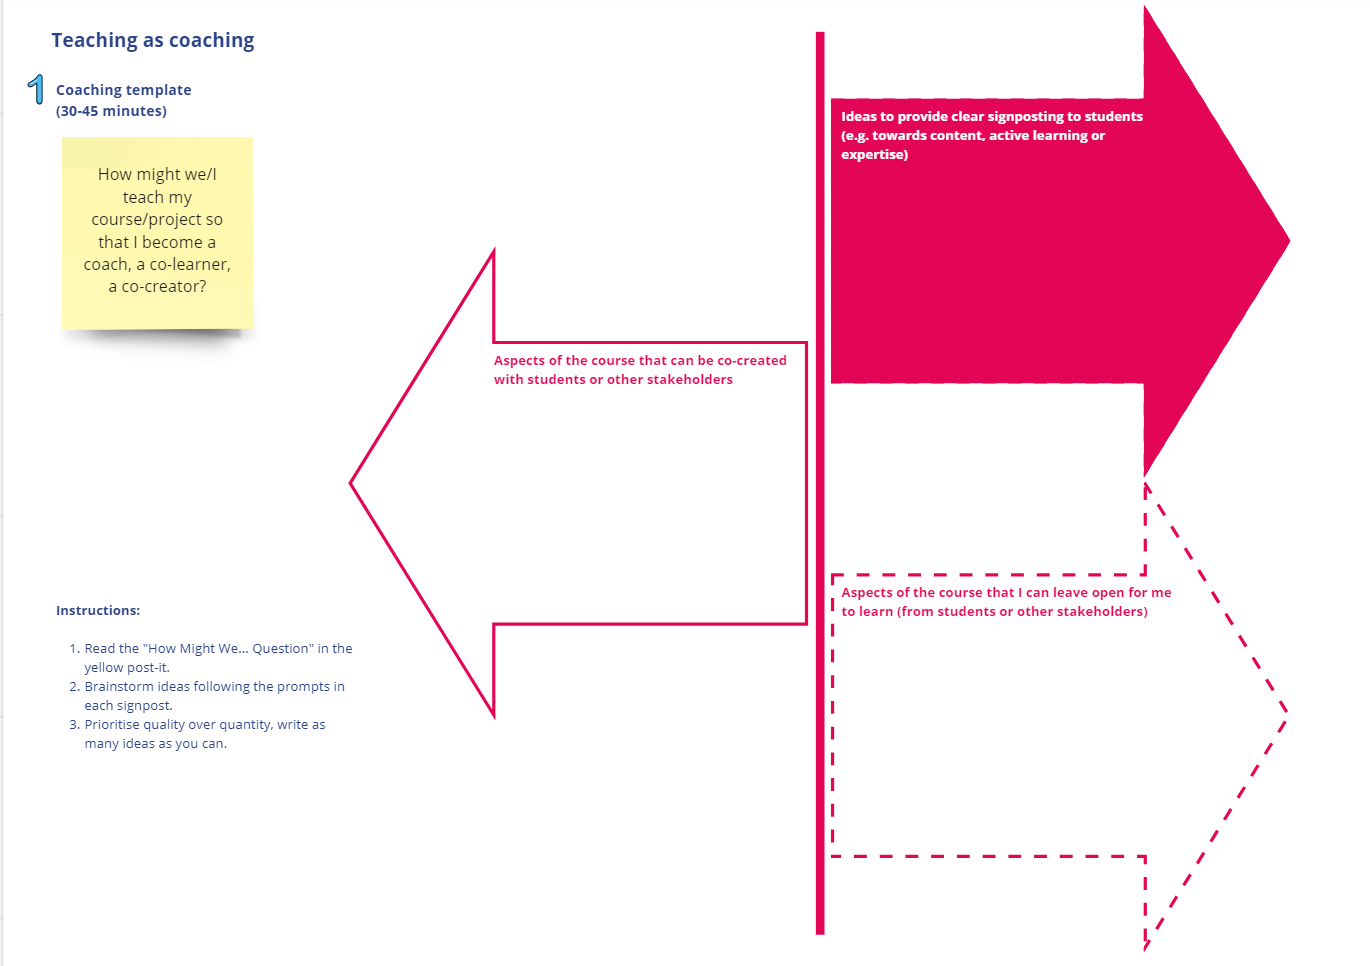 Teaching as coaching
1
Coaching template
(30-45 minutes)
How might we/I
teach my
course/project so
that I become a
coach, a co-learner,
a co-creator?
Ideas to provide clear signposting to students
(e.g. towards content, active learning or
expertise)
Aspects of the course that can be co-created
with students or other stakeholders
Aspects of the course that I can leave open for me
to learn (from students or other stakeholders)
Instructions:
1. Read the "How Might We... Question" in the
yellow post-it.
2. Brainstorm ideas following the prompts in
each signpost.
3. Prioritise quality over quantity, write as
many ideas as you can.